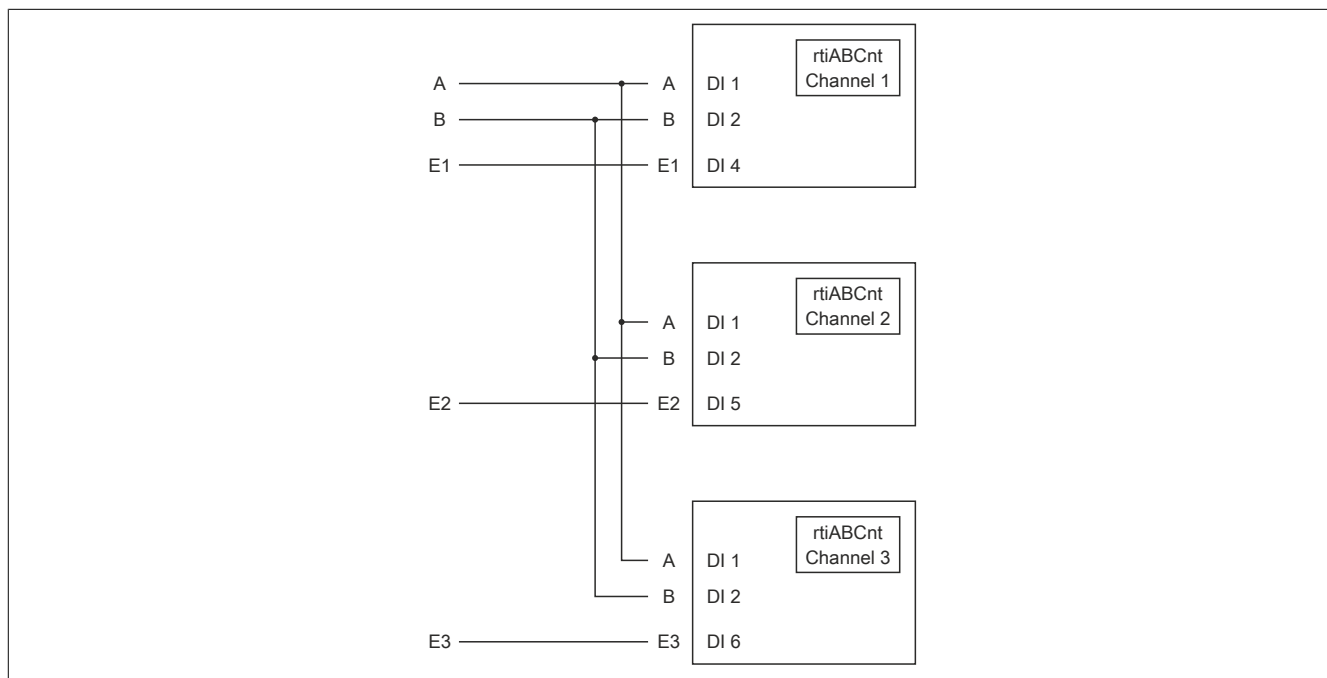 rtiABCnt
Channel 1
A A DI 1
B B DI 2
E1 E1 DI 4
rtiABCnt
Channel 2
A DI 1
B DI 2
E2 E2 DI 5
rtiABCnt
Channel 3
A DI 1
B DI 2
E3 E3 DI 6